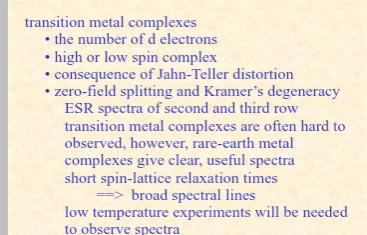 transition metal complexes
• the number of d electrons
• high or low spin complex
• consequence of Jahn-Teller distortion
• zero-field splitting and Kramer's degeneracy
ESR spectra of second and third row
transition metal complexes are often hard to
observed, however, rare-earth metal
complexes give clear, useful spectra
short spin-lattice relaxation times
==> broad spectral lines
low temperature experiments will be needed
to observe spectra